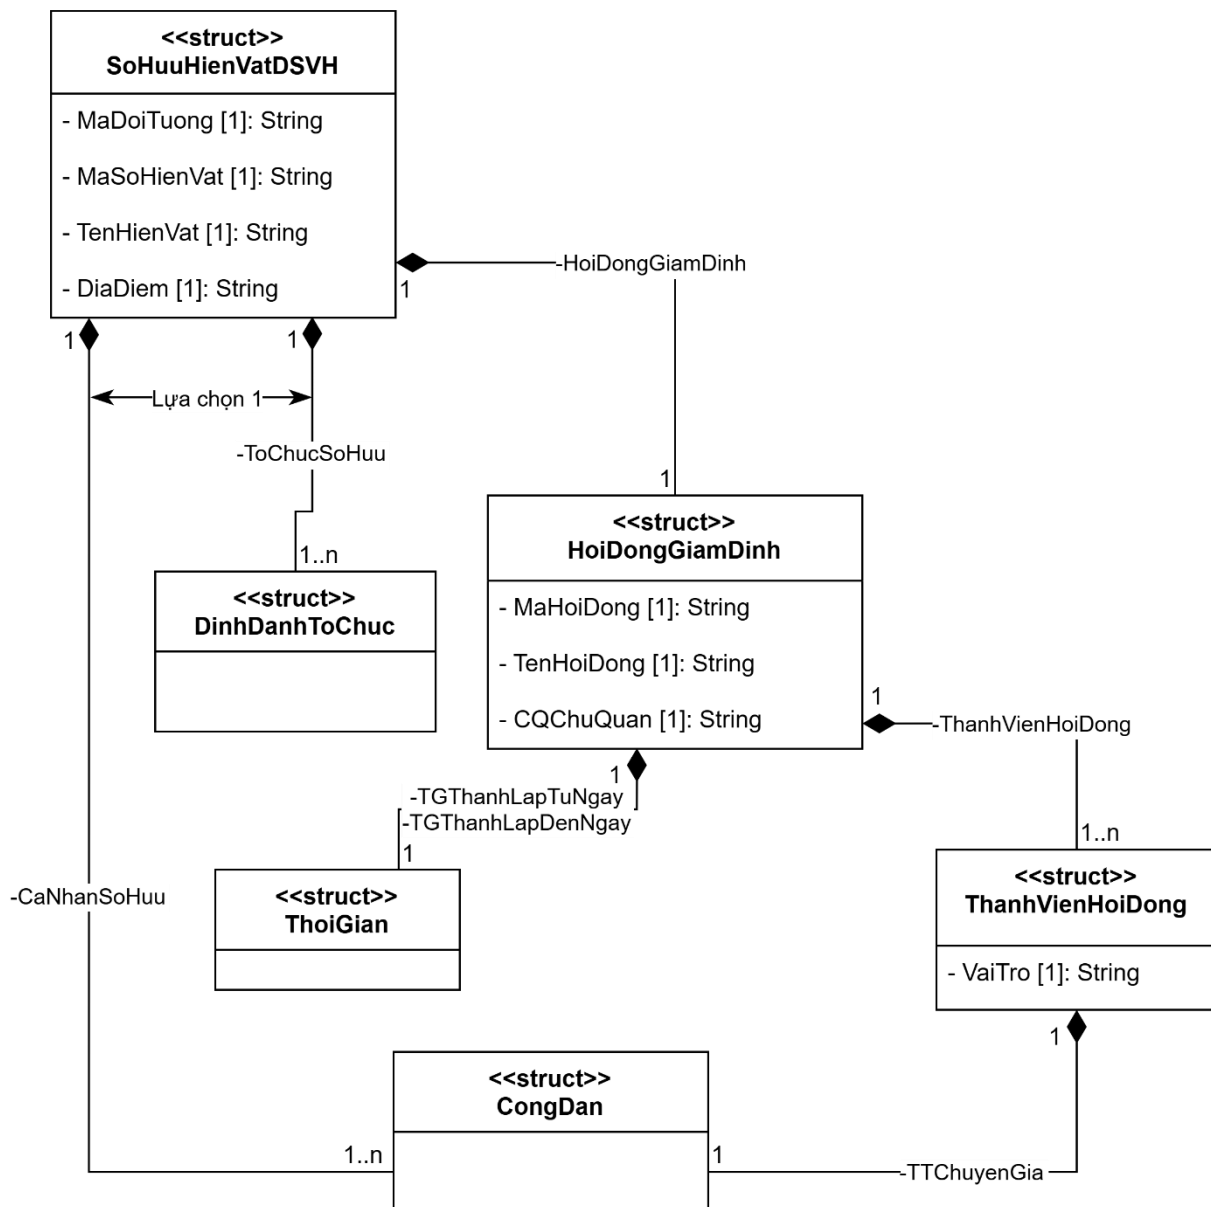 <<struct>>
SoHuuHienVatDSVH
- MaDoiTuong [1]: String
- MaSoHienVat [1]: String
- TenHienVat [1]: String
- DiaDiem [1]: String
1
-HoiDongGiamDinh
1
1
1
Lựa chọn 1
-ToChucSoHuu
1..n
<<struct>>
DinhDanhToChuc
<<struct>>
HoiDongGiamDinh
- MaHoiDong [1]: String
- TenHoiDong [1]: String
- CQChuQuan [1]: String
1
-ThanhVienHoiDong
1..n
1
-TGThanhLapTuNgay
-TGThanhLapDenNgay
1
<<struct>>
ThoiGian
<<struct>>
ThanhVienHoiDong
- VaiTro [1]: String
-CaNhanSoHuu
1
<<struct>>
CongDan
1..n
1
-TTChuyenGia